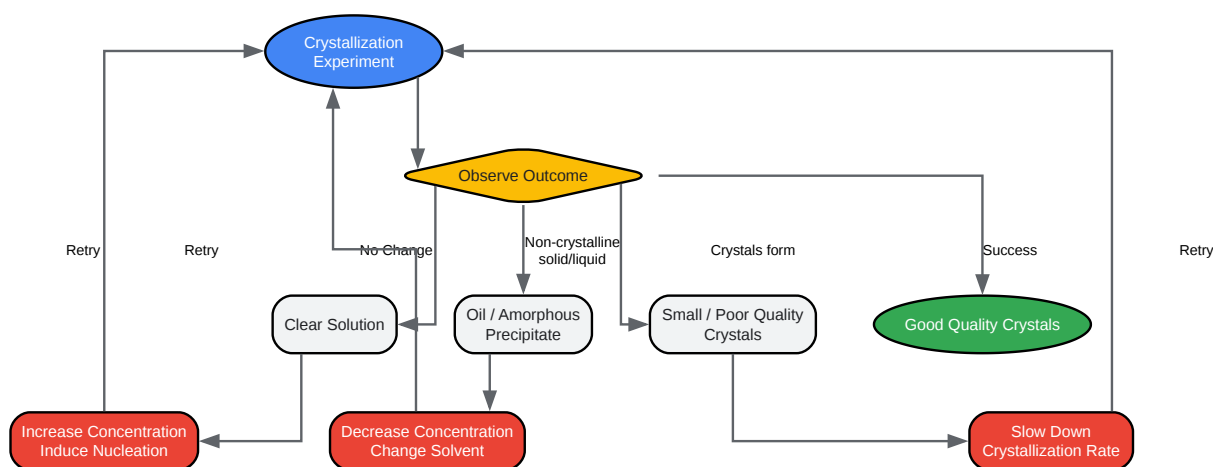 Crystallization
Experiment
Observe Outcome
Retry
Retry
No Change
Non-crystalline
solid/liquid
Crystals form
Success
Retry
Clear Solution
Oil / Amorphous
Precipitate
Small / Poor Quality
Crystals
Good Quality Crystals
Increase Concentration
Induce Nucleation
Decrease Concentration
Change Solvent
Slow Down
Crystallization Rate